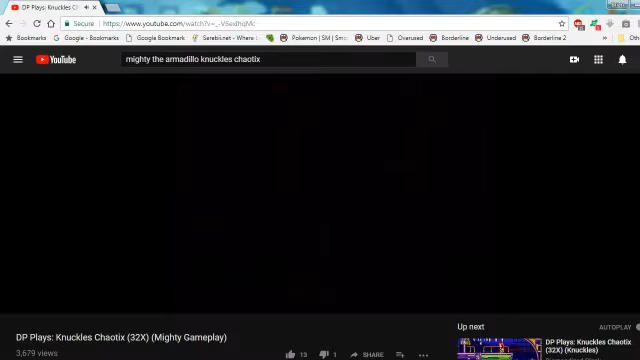 DP Plays: Knuckles Ch
Secure https://www.youtube.com/watch?v=_-V6exlhqMc
Bookmarks Google - Bookmarks Google Bookmark Serebii.net - Where Pokemon | SM | Sm Uber Overused Borderline Underused Borderline 2 » Ot
YouTube mighty the armadillo knuckles chaotix
DP Plays: Knuckles Chaotix (32X) (Mighty Gameplay)
3,679 views
13 1 SHARE
Up next AUTOPLAY
DP Plays: Knuckles Chaotix
(32X) (Knuckles)